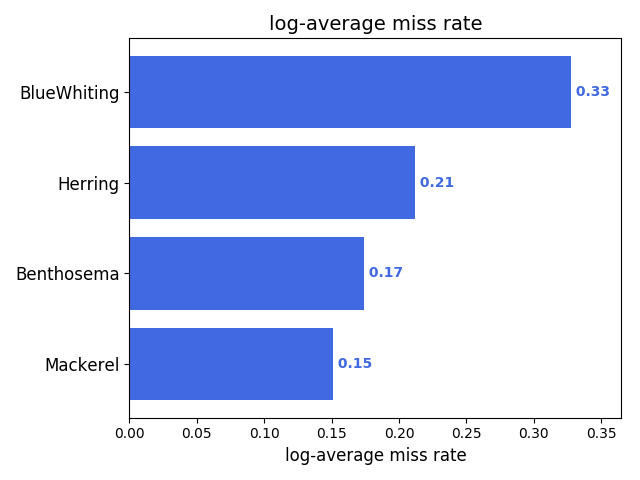 log-average miss rate
BlueWhiting
0.33
Herring
0.21
Benthosema
0.17
Mackerel
0.15
0.00 0.05 0.10 0.15 0.20 0.25 0.30 0.35
log-average miss rate